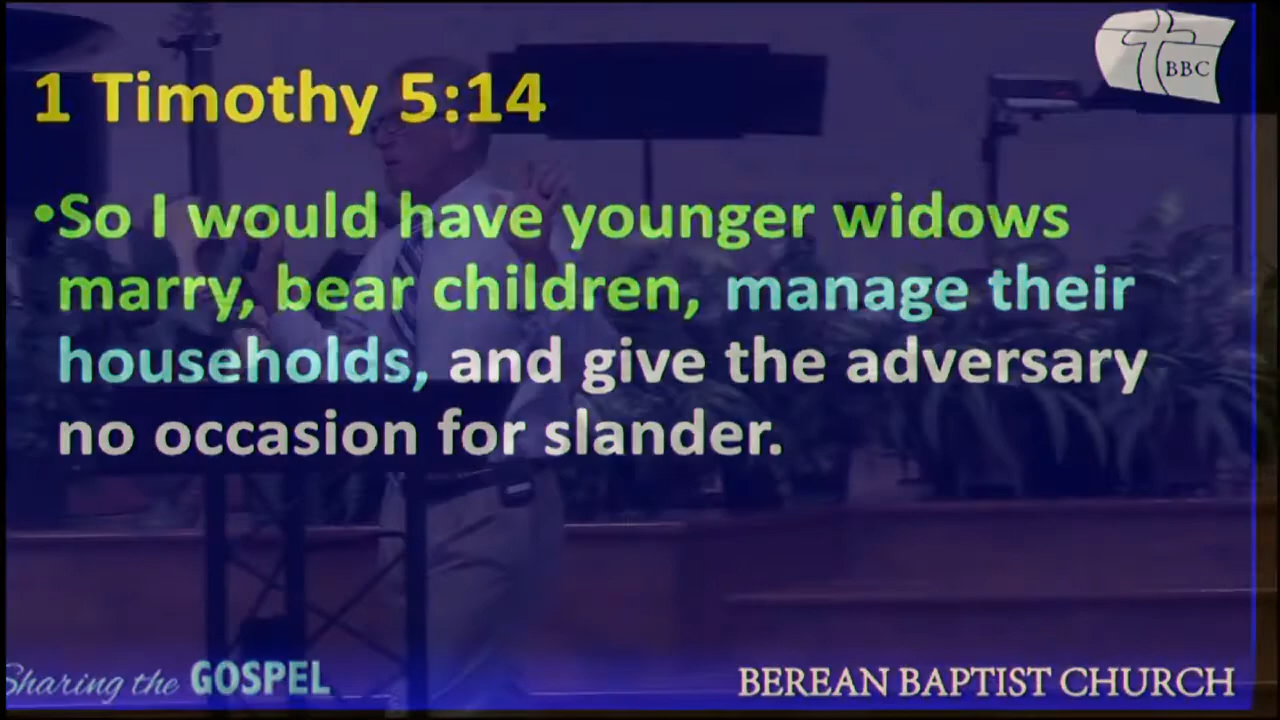 BBC
1 Timothy 5:14
•So I would have younger widows
marry, bear children, manage their
households, and give the adversary
no occasion for slander.
Sharing the GOSPEL
BEREAN BAPTIST CHURCH